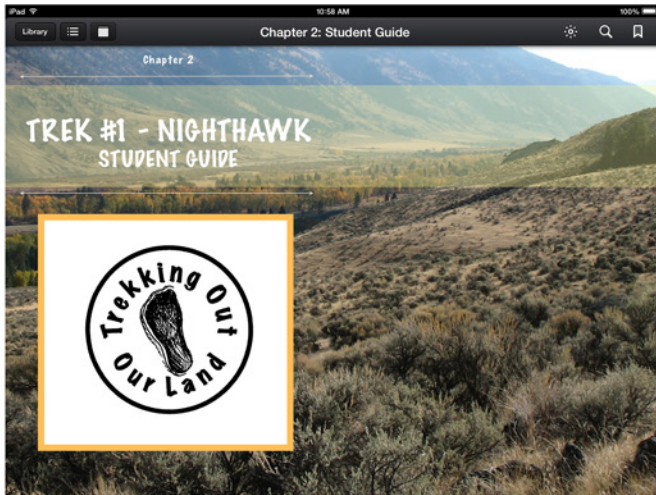 iPad 10:58 AM 100%
Library Chapter 2: Student Guide
Chapter 2
TREK #1 - NIGHTHAWK
STUDENT GUIDE
Trekking Out
Our Land